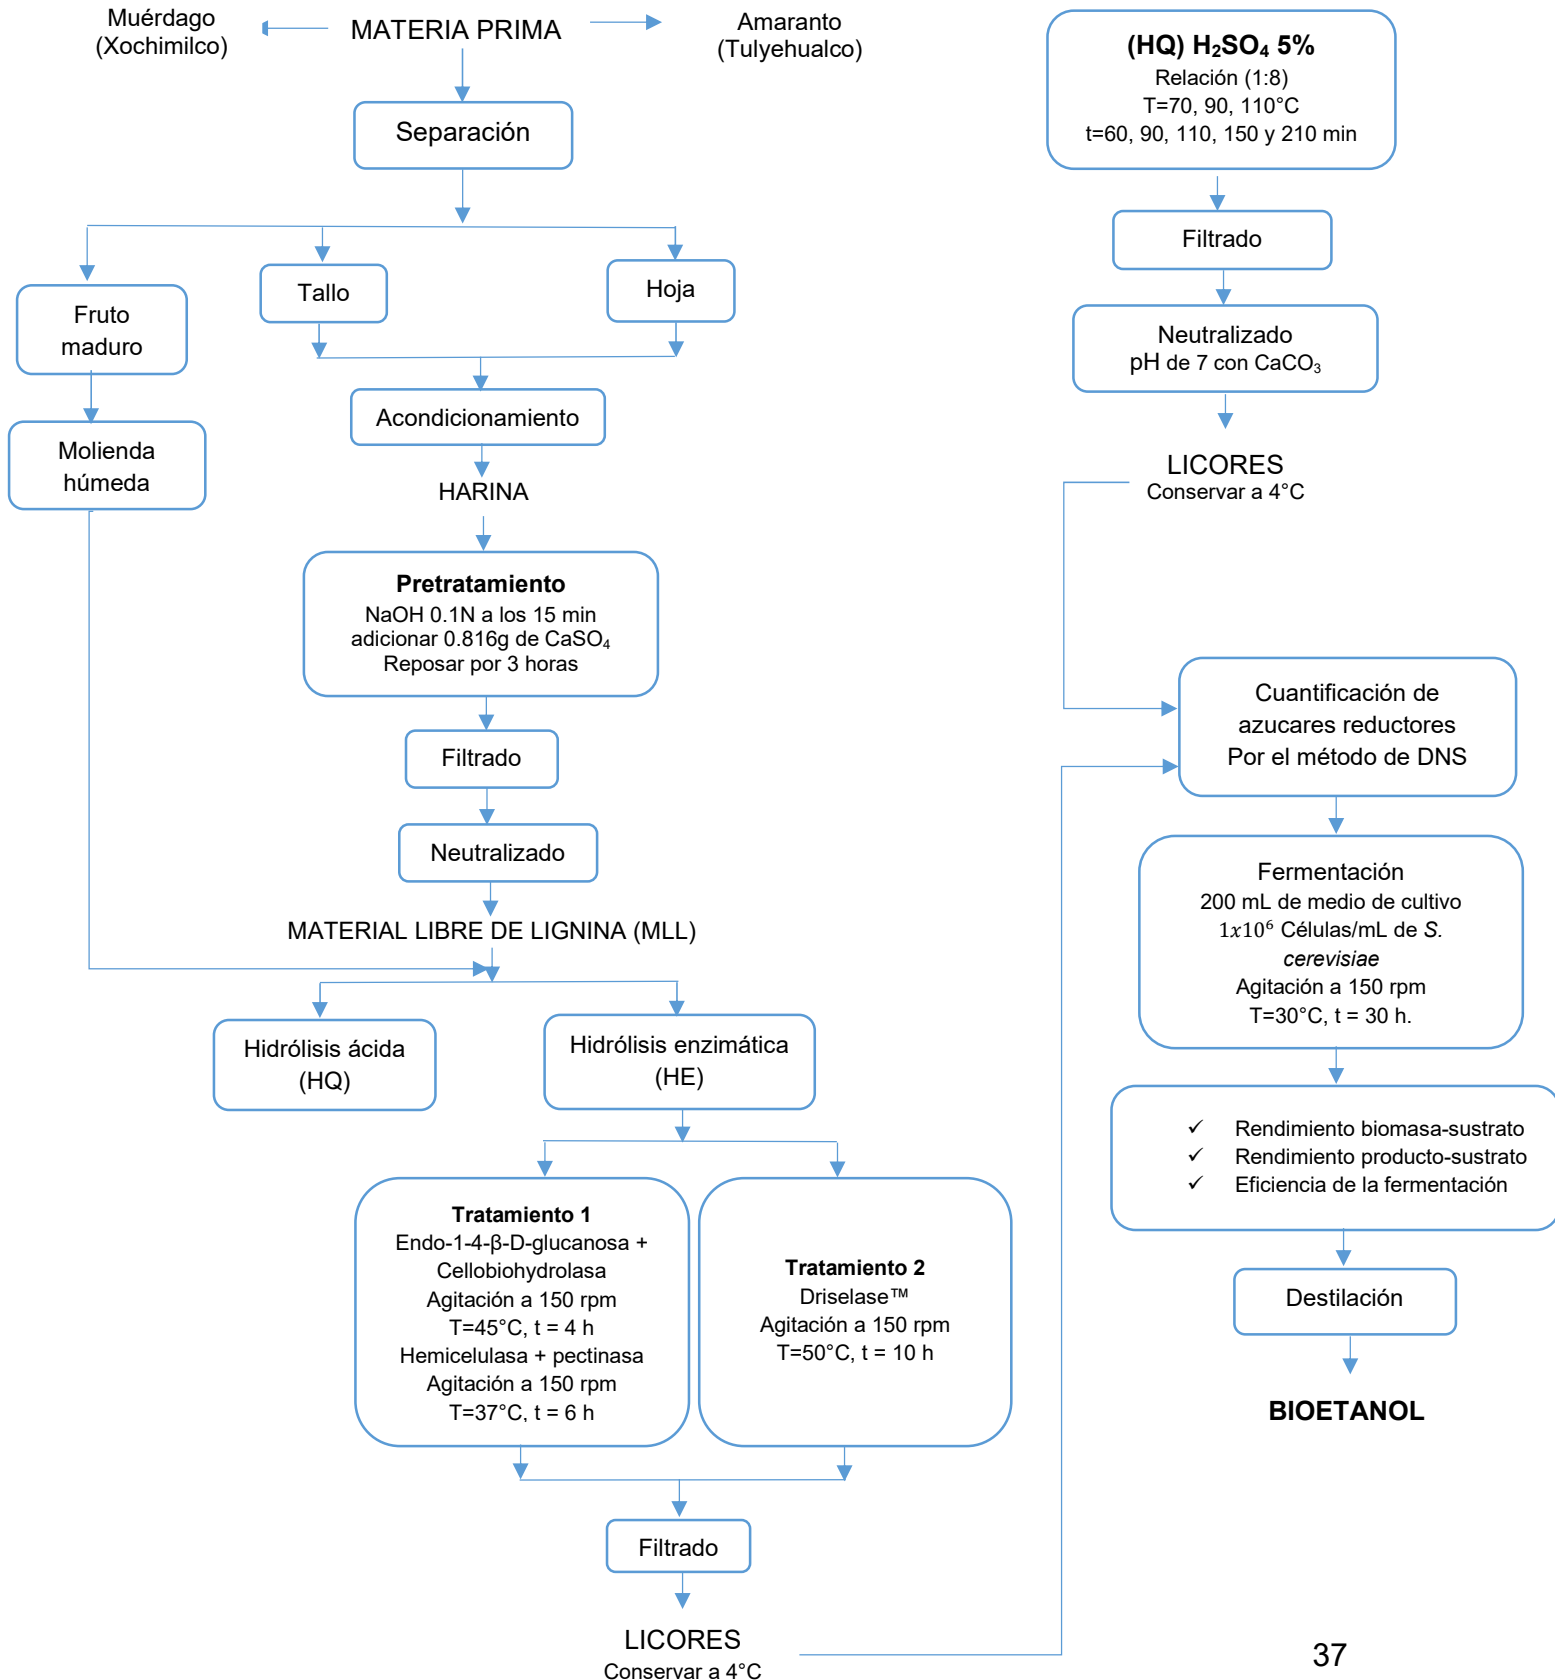 Muérdago
(Xochimilco)
MATERIA PRIMA
Amaranto
(Tulyehualco)
Separación
Fruto
maduro
Tallo
Hoja
Molienda
húmeda
Acondicionamiento
HARINA
Pretratamiento
NaOH 0.1N a los 15 min
adicionar 0.816g de CaSO₄
Reposar por 3 horas
Filtrado
Neutralizado
MATERIAL LIBRE DE LIGNINA (MLL)
Hidrólisis ácida
(HQ)
Hidrólisis enzimática
(HE)
Tratamiento 1
Endo-1-4-β-D-glucanosa +
Cellobiohydrolasa
Agitación a 150 rpm
T=45°C, t = 4 h
Hemicelulasa + pectinasa
Agitación a 150 rpm
T=37°C, t = 6 h
Tratamiento 2
Driselase™
Agitación a 150 rpm
T=50°C, t = 10 h
Filtrado
LICORES
Conservar a 4°C
(HQ) H₂SO₄ 5%
Relación (1:8)
T=70, 90, 110°C
t=60, 90, 110, 150 y 210 min
Filtrado
Neutralizado
pH de 7 con CaCO₃
LICORES
Conservar a 4°C
Cuantificación de
azucares reductores
Por el método de DNS
Fermentación
200 mL de medio de cultivo
1x10⁶ Células/mL de S.
cerevisiae
Agitación a 150 rpm
T=30°C, t = 30 h.
✓ Rendimiento biomasa-sustrato
✓ Rendimiento producto-sustrato
✓ Eficiencia de la fermentación
Destilación
BIOETANOL
37